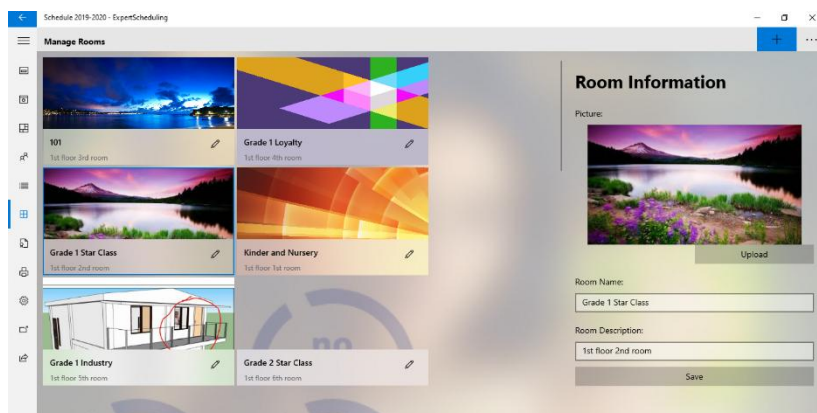 Schedule 2019-2020 - ExpertScheduling
Manage Rooms
101
1st floor 3rd room
Grade 1 Loyalty
1st floor 4th room
Grade 1 Star Class
1st floor 2nd room
Kinder and Nursery
1st floor 1st room
Grade 1 Industry
1st floor 5th room
no
Grade 2 Star Class
1st floor 6th room
Room Information
Picture:
Upload
Room Name:
Grade 1 Star Class
Room Description:
1st floor 2nd room
Save